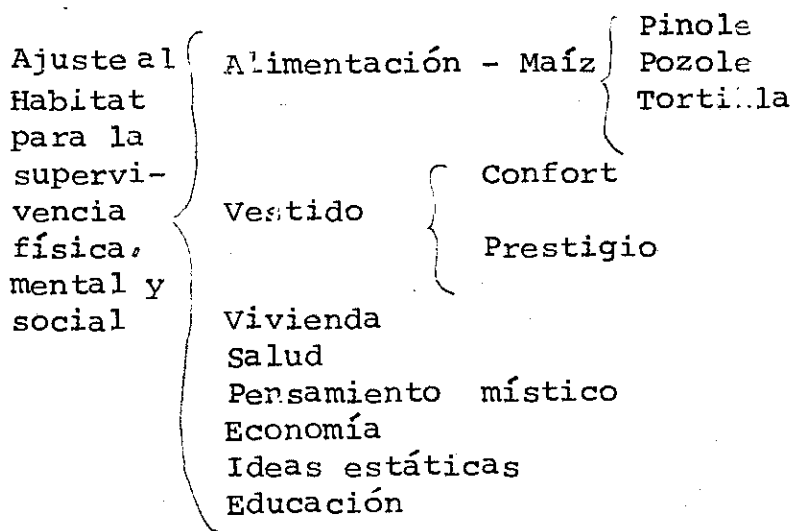 Ajuste al
Habitat
para la
supervi-
vencia
física,
mental y
social
Alimentación - Maíz
Pinole
Pozole
Tortilla
Vestido
Confort
Prestigio
Vivienda
Salud
Pensamiento místico
Economía
Ideas estáticas
Educación